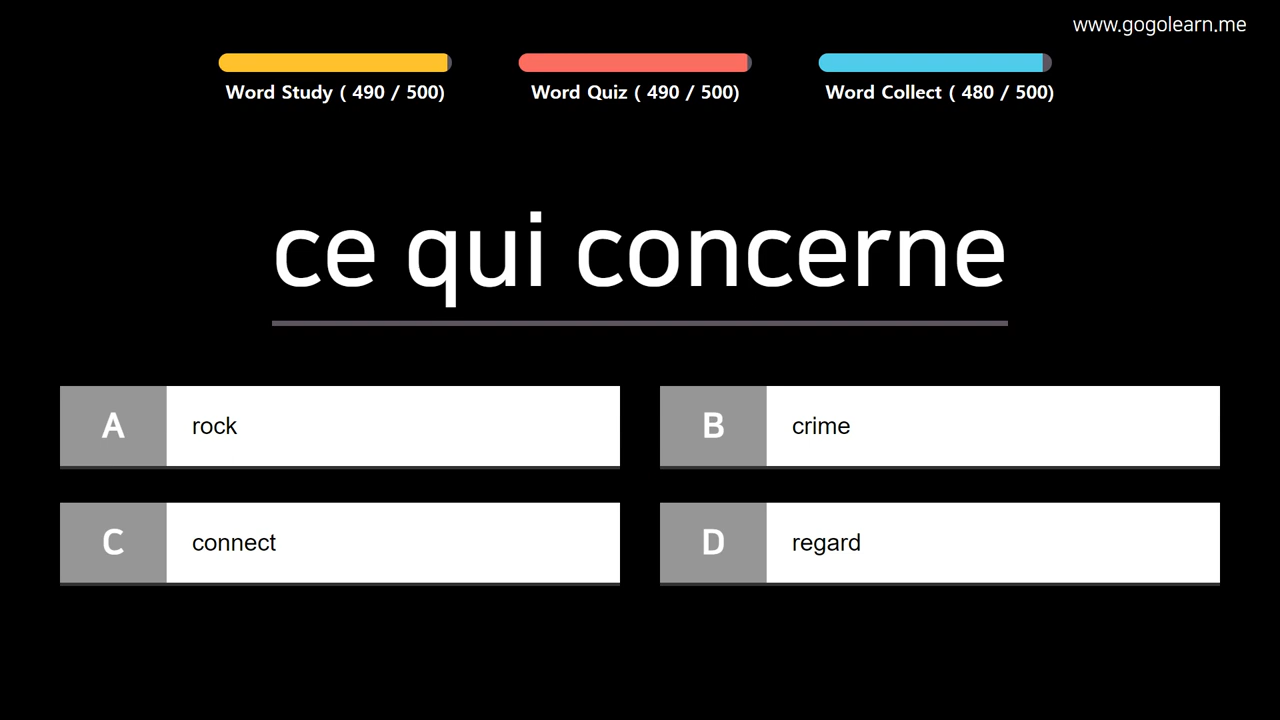 www.gogolearn.me
Word Study ( 490 / 500)
Word Quiz ( 490 / 500)
Word Collect ( 480 / 500)
ce qui concerne
A rock
B crime
C connect
D regard